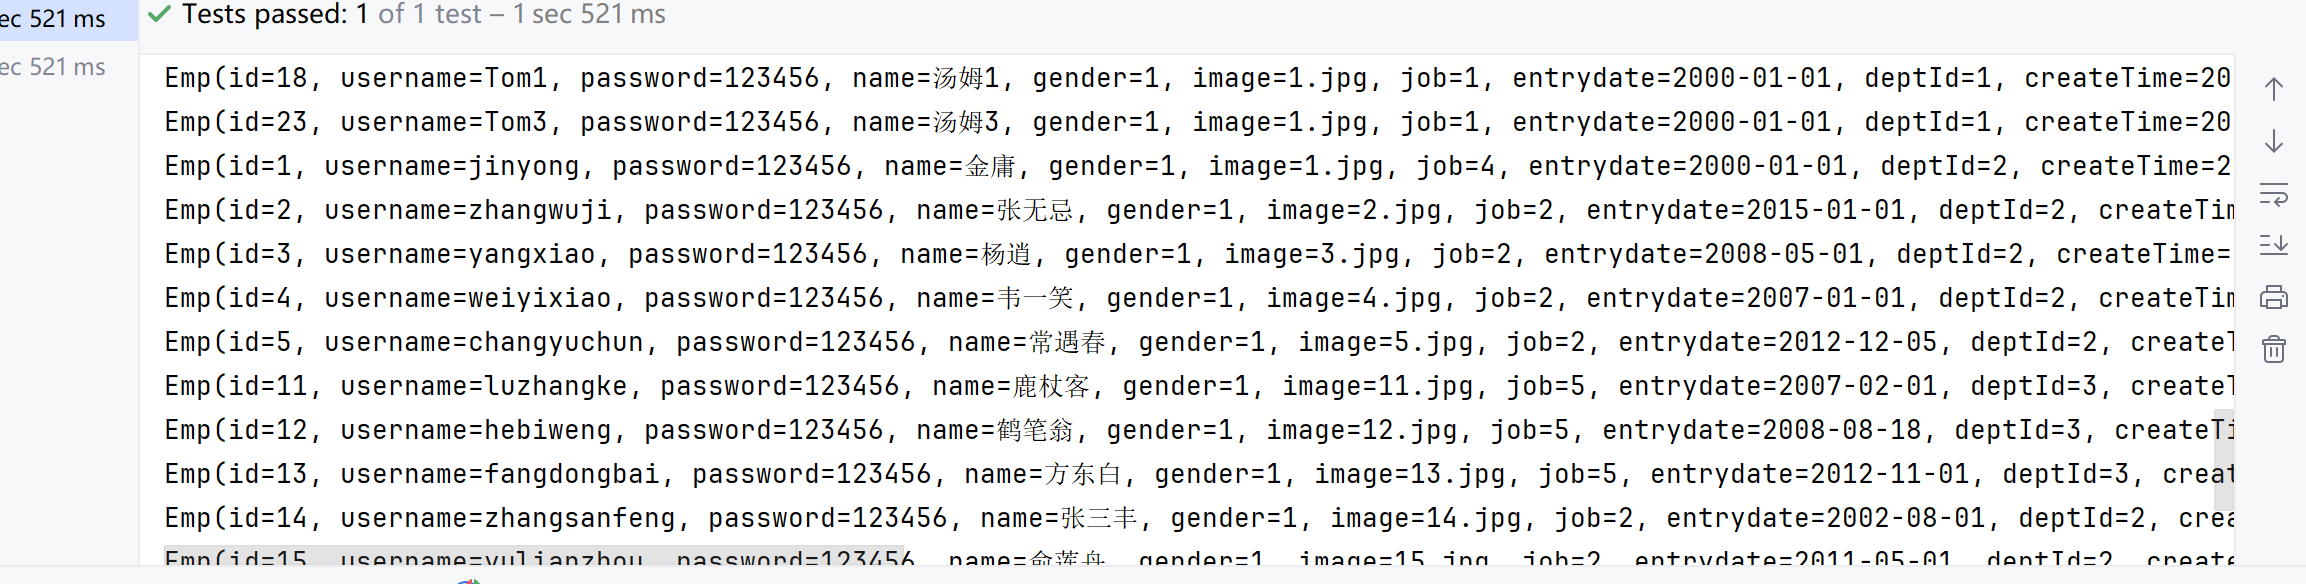 ec 521 ms
Tests passed: 1 of 1 test – 1 sec 521 ms
ec 521 ms
Emp(id=18, username=Tom1, password=123456, name=汤姆1, gender=1, image=1.jpg, job=1, entrydate=2000-01-01, deptId=1, createTime=20
Emp(id=23, username=Tom3, password=123456, name=汤姆3, gender=1, image=1.jpg, job=1, entrydate=2000-01-01, deptId=1, createTime=20
Emp(id=1, username=jinyong, password=123456, name=金庸, gender=1, image=1.jpg, job=4, entrydate=2000-01-01, deptId=2, createTime=2
Emp(id=2, username=zhangwuji, password=123456, name=张无忌, gender=1, image=2.jpg, job=2, entrydate=2015-01-01, deptId=2, createTim
Emp(id=3, username=yangxiao, password=123456, name=杨逍, gender=1, image=3.jpg, job=2, entrydate=2008-05-01, deptId=2, createTime=
Emp(id=4, username=weiyixiao, password=123456, name=韦一笑, gender=1, image=4.jpg, job=2, entrydate=2007-01-01, deptId=2, createTim
Emp(id=5, username=changyuchun, password=123456, name=常遇春, gender=1, image=5.jpg, job=2, entrydate=2012-12-05, deptId=2, createT
Emp(id=11, username=luzhangke, password=123456, name=鹿杖客, gender=1, image=11.jpg, job=5, entrydate=2007-02-01, deptId=3, createT
Emp(id=12, username=hebiweng, password=123456, name=鹤笔翁, gender=1, image=12.jpg, job=5, entrydate=2008-08-18, deptId=3, createTi
Emp(id=13, username=fangdongbai, password=123456, name=方东白, gender=1, image=13.jpg, job=5, entrydate=2012-11-01, deptId=3, creat
Emp(id=14, username=zhangsanfeng, password=123456, name=张三丰, gender=1, image=14.jpg, job=2, entrydate=2002-08-01, deptId=2, crea
Emp(id=15, username=yulianzhou, password=123456, name=俞莲舟, gender=1, image=15.jpg, job=2, entrydate=2011-05-01, deptId=2, create